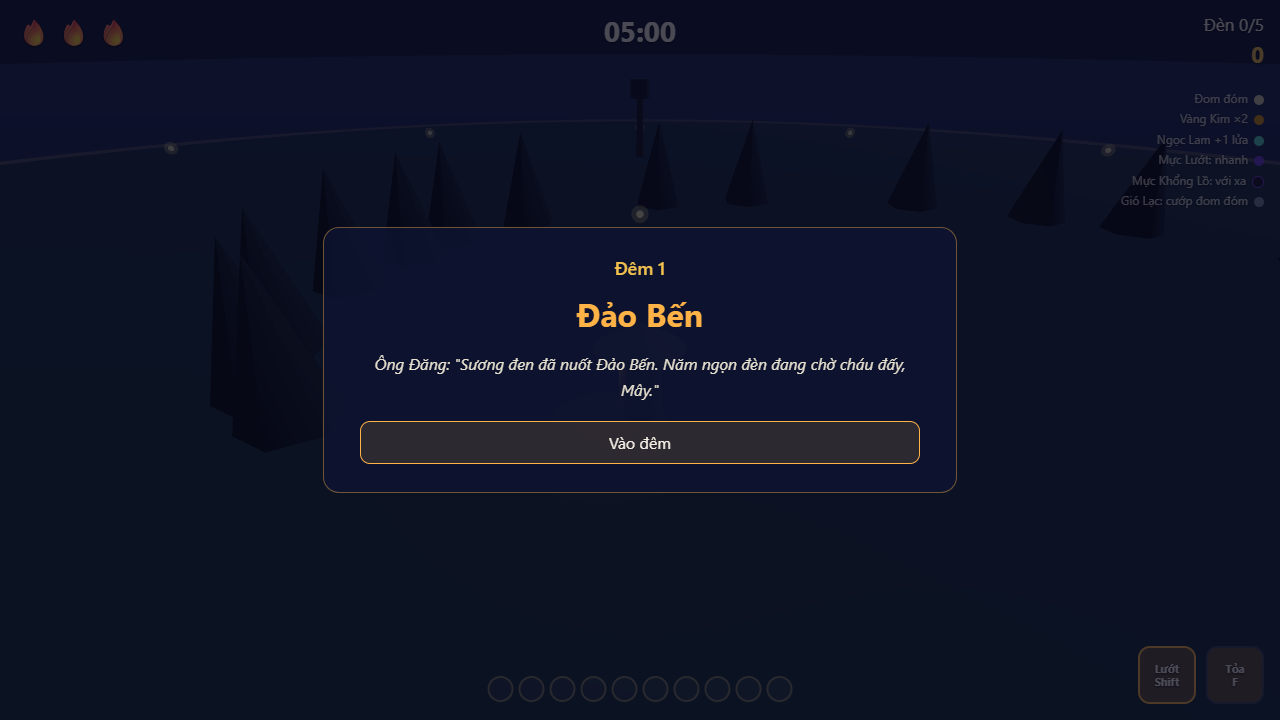 05:00
Đèn 0/5
0
Đom đóm
Vàng Kim ×2
Ngọc Lam +1 lửa
Mực Lướt: nhanh
Mực Khổng Lồ: với xa
Gió Lạc: cướp đom đóm
Đêm 1
Đảo Bến
Ông Đăng: "Sương đen đã nuốt Đảo Bến. Năm ngọn đèn đang chờ cháu đấy,
Mây."
Vào đêm
Lướt
Shift
Tỏa
F